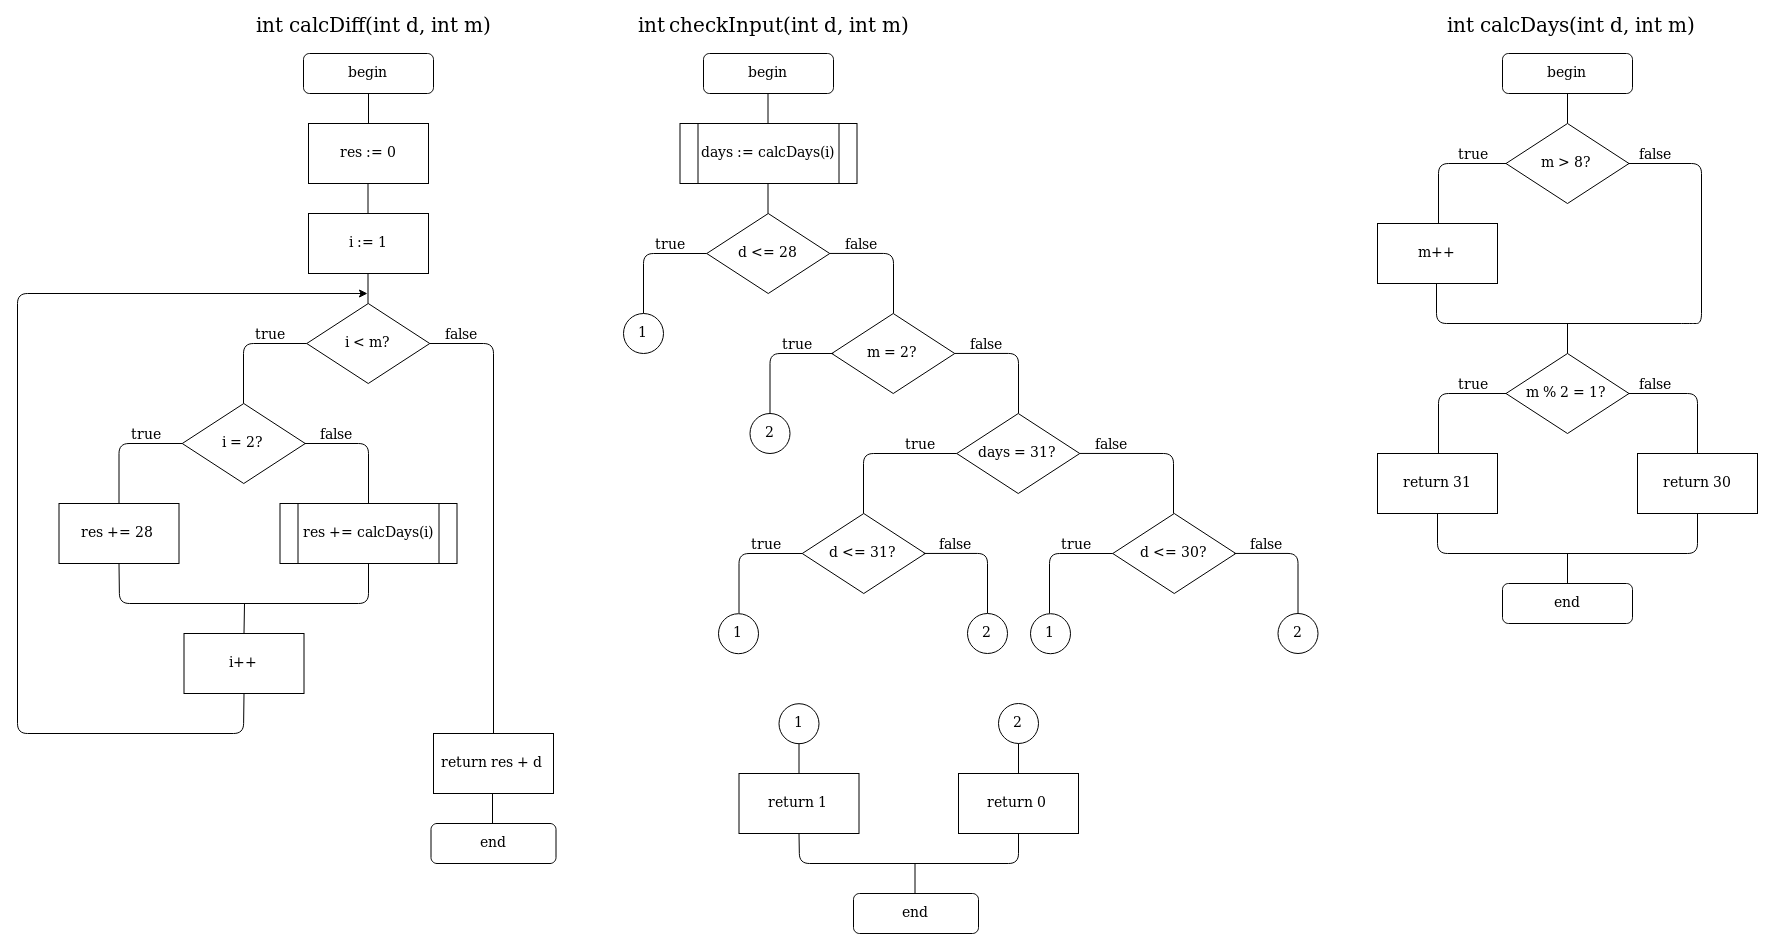 int calcDiff(int d, int m)
begin
res := 0
i := 1
i < m?
true
false
i = 2?
true
false
res += 28
res += calcDays(i)
i++
return res + d
end
int checkInput(int d, int m)
begin
days := calcDays(i)
d <= 28
true
false
1
m = 2?
true
false
2
days = 31?
true
false
d <= 31?
true
false
d <= 30?
true
false
1
2
1
2
1
2
return 1
return 0
end
int calcDays(int d, int m)
begin
m > 8?
true
false
m++
m % 2 = 1?
true
false
return 31
return 30
end